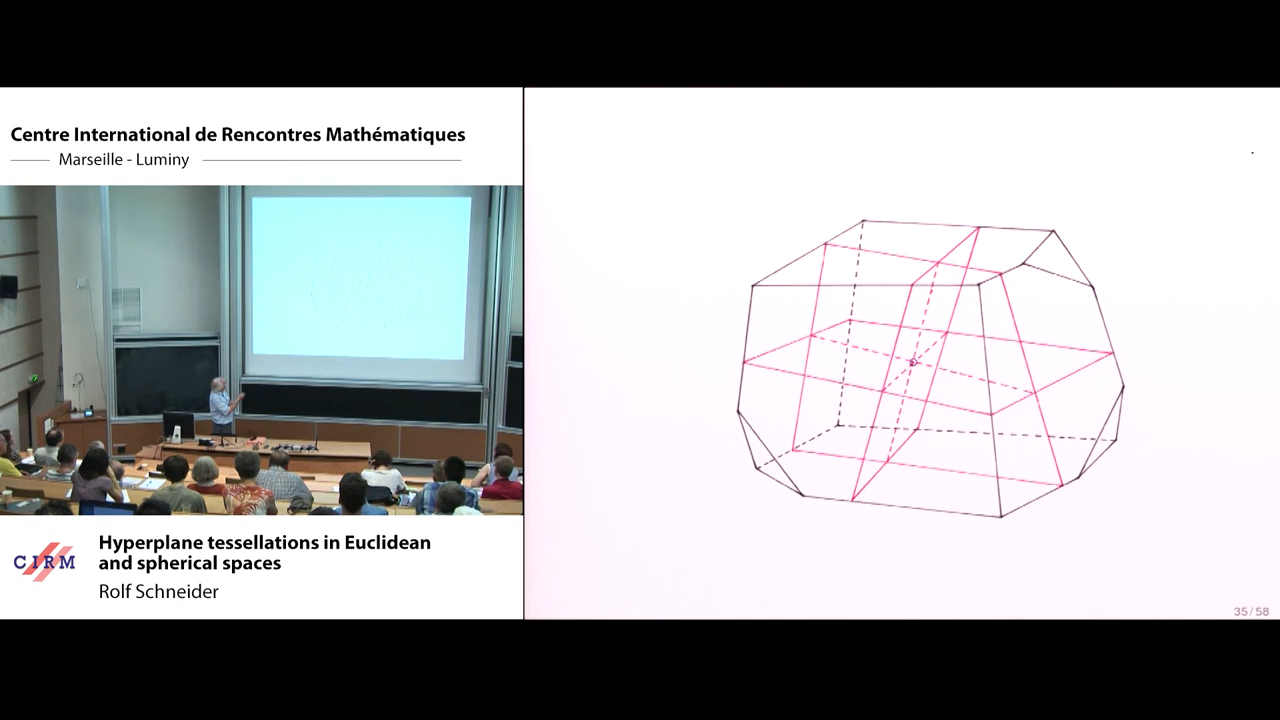 Centre International de Rencontres Mathématiques
Marseille - Luminy
CIRM
Hyperplane tessellations in Euclidean
and spherical spaces
Rolf Schneider
35/58